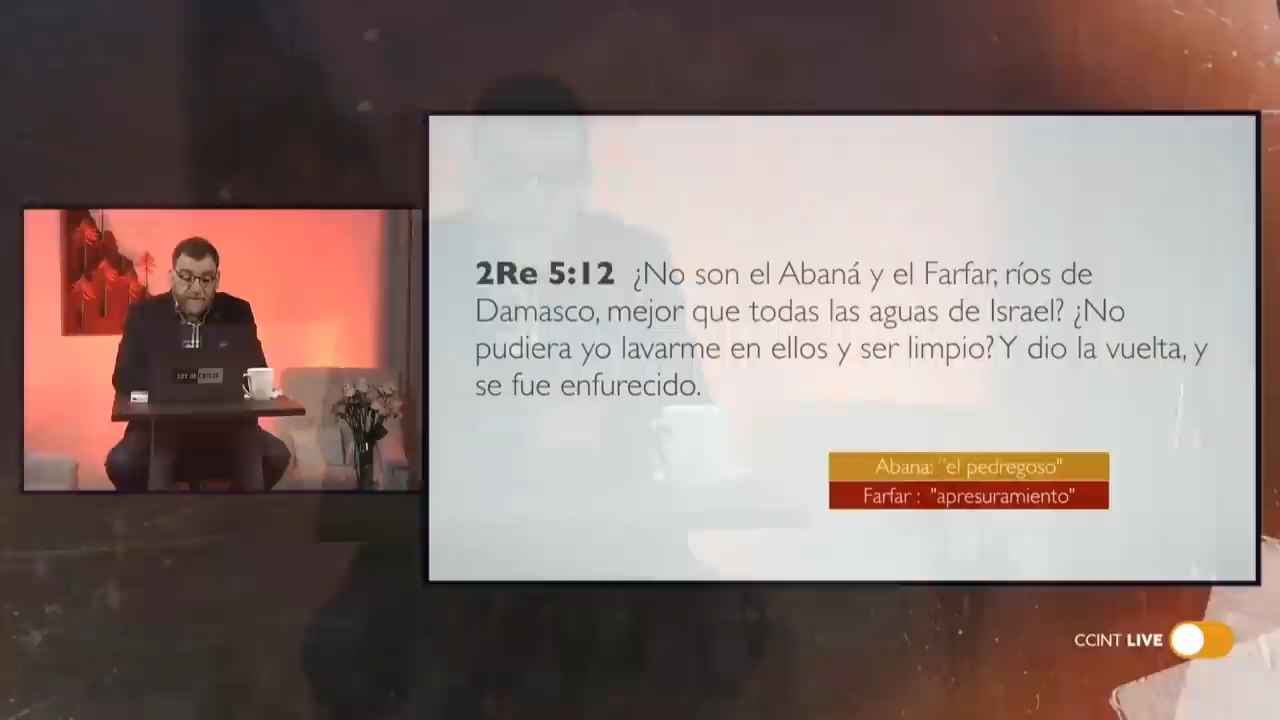 2Re 5:12 ¿No son el Abaná y el Farfar, ríos de
Damasco, mejor que todas las aguas de Israel? ¿No
pudiera yo lavarme en ellos y ser limpio? Y dio la vuelta, y
se fue enfurecido.
Abana: "el pedregoso"
Farfar : "apresuramiento"
CCINT LIVE